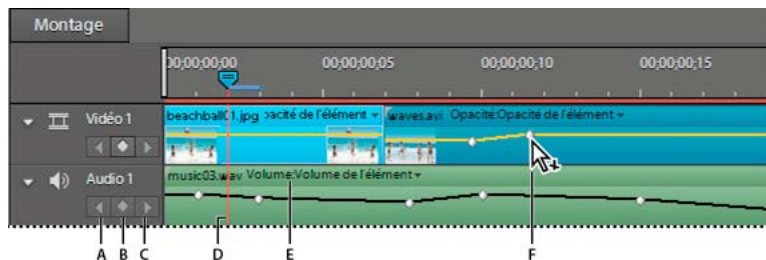 Montage
00;00;00;00 00;00;00;05 00;00;00;10 00;00;00;15
Vidéo 1 beachball01.jpg pacité de l'élément waves.avi Opacité:Opacité de l'élément
Audio 1 music03.wav Volume:Volume de l'élément
A B C D E F